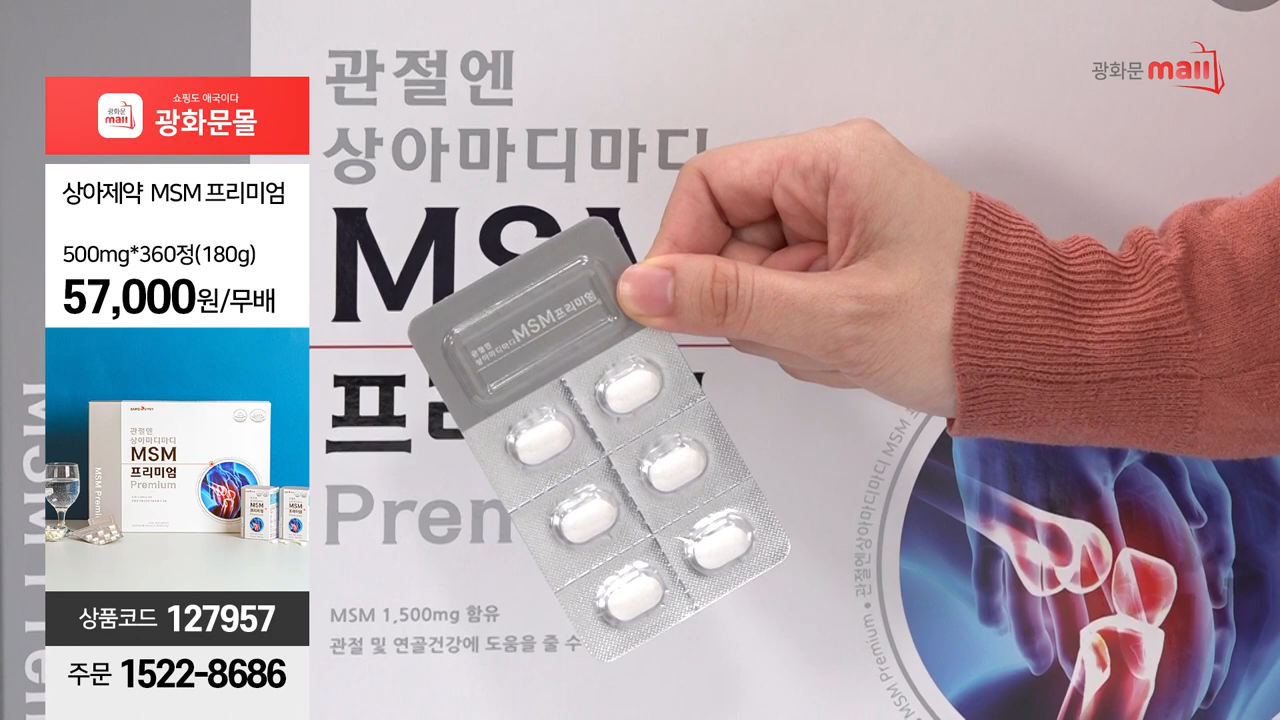 쇼핑도 애국이다
광화문
mall
광화문몰
상아제약 MSM 프리미엄
500mg*360정(180g)
57,000원/무배
관절엔
상아마디마디
MSM
프리미엄
Premium
MSM Premi
상품코드 127957
주문 1522-8686
광화문 mall
관절엔
상아마디마디
MSM
Prem
MSM 1,500mg 함유
관절 및 연골건강에 도움을 줄 수
관절엔
상아마디마디 MSM 프리미엄
MSM Premium • 관절엔상아마디마디 MSM